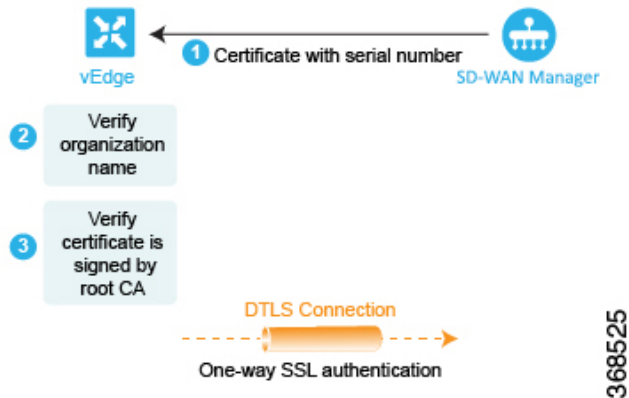 1 Certificate with serial number
vEdge
SD-WAN Manager
2
Verify
organization
name
3
Verify
certificate is
signed by
root CA
DTLS Connection
One-way SSL authentication
368525